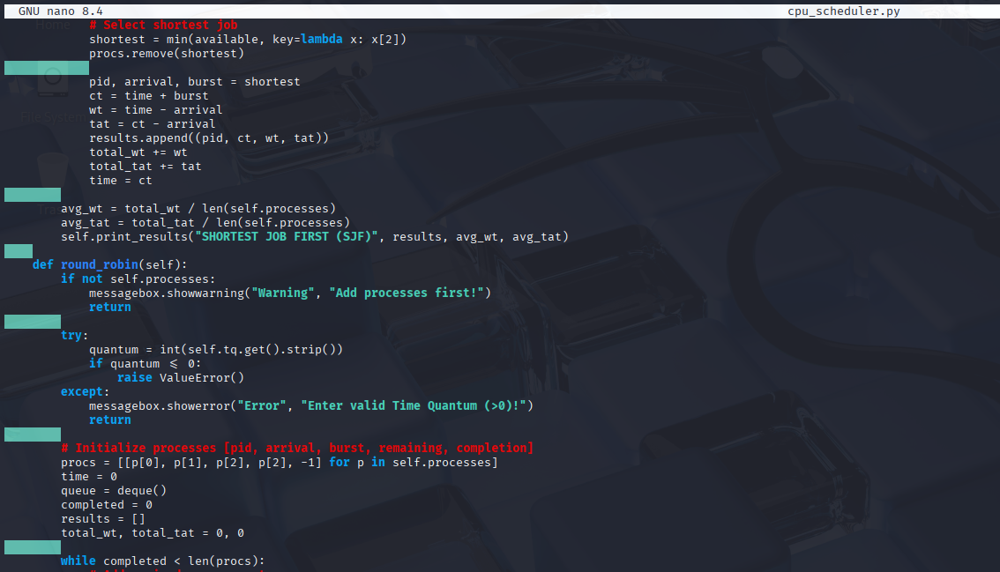 GNU nano 8.4 cpu_scheduler.py
# Select shortest job
shortest = min(available, key=lambda x: x[2])
procs.remove(shortest)
pid, arrival, burst = shortest
ct = time + burst
wt = time - arrival
tat = ct - arrival
results.append((pid, ct, wt, tat))
total_wt += wt
total_tat += tat
time = ct
avg_wt = total_wt / len(self.processes)
avg_tat = total_tat / len(self.processes)
self.print_results("SHORTEST JOB FIRST (SJF)", results, avg_wt, avg_tat)
def round_robin(self):
if not self.processes:
messagebox.showwarning("Warning", "Add processes first!")
return
try:
quantum = int(self.tq.get().strip())
if quantum <= 0:
raise ValueError()
except:
messagebox.showerror("Error", "Enter valid Time Quantum (>0)!")
return
# Initialize processes [pid, arrival, burst, remaining, completion]
procs = [[p[0], p[1], p[2], p[2], -1] for p in self.processes]
time = 0
queue = deque()
completed = 0
results = []
total_wt, total_tat = 0, 0
while completed < len(procs):